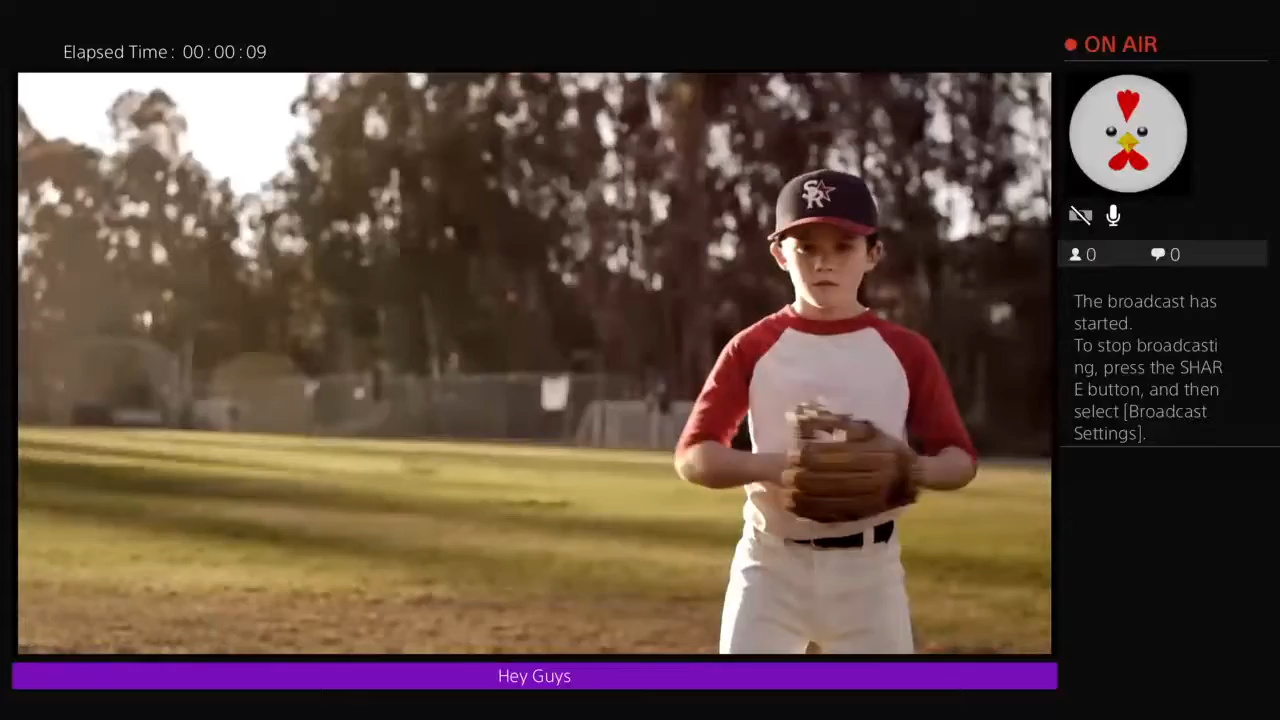 Elapsed Time: 00:00:09
ON AIR
SR
0
0
The broadcast has
started.
To stop broadcasti
ng, press the SHAR
E button, and then
select [Broadcast
Settings].
Hey Guys